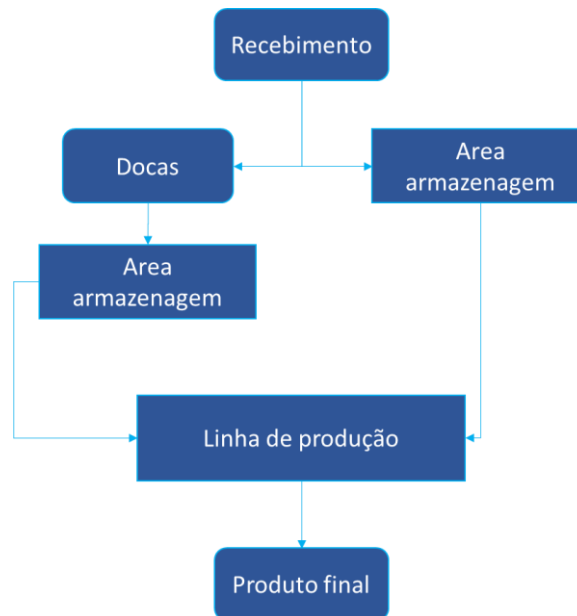 Recebimento
Docas
Area
armazenagem
Area
armazenagem
Linha de produção
Produto final